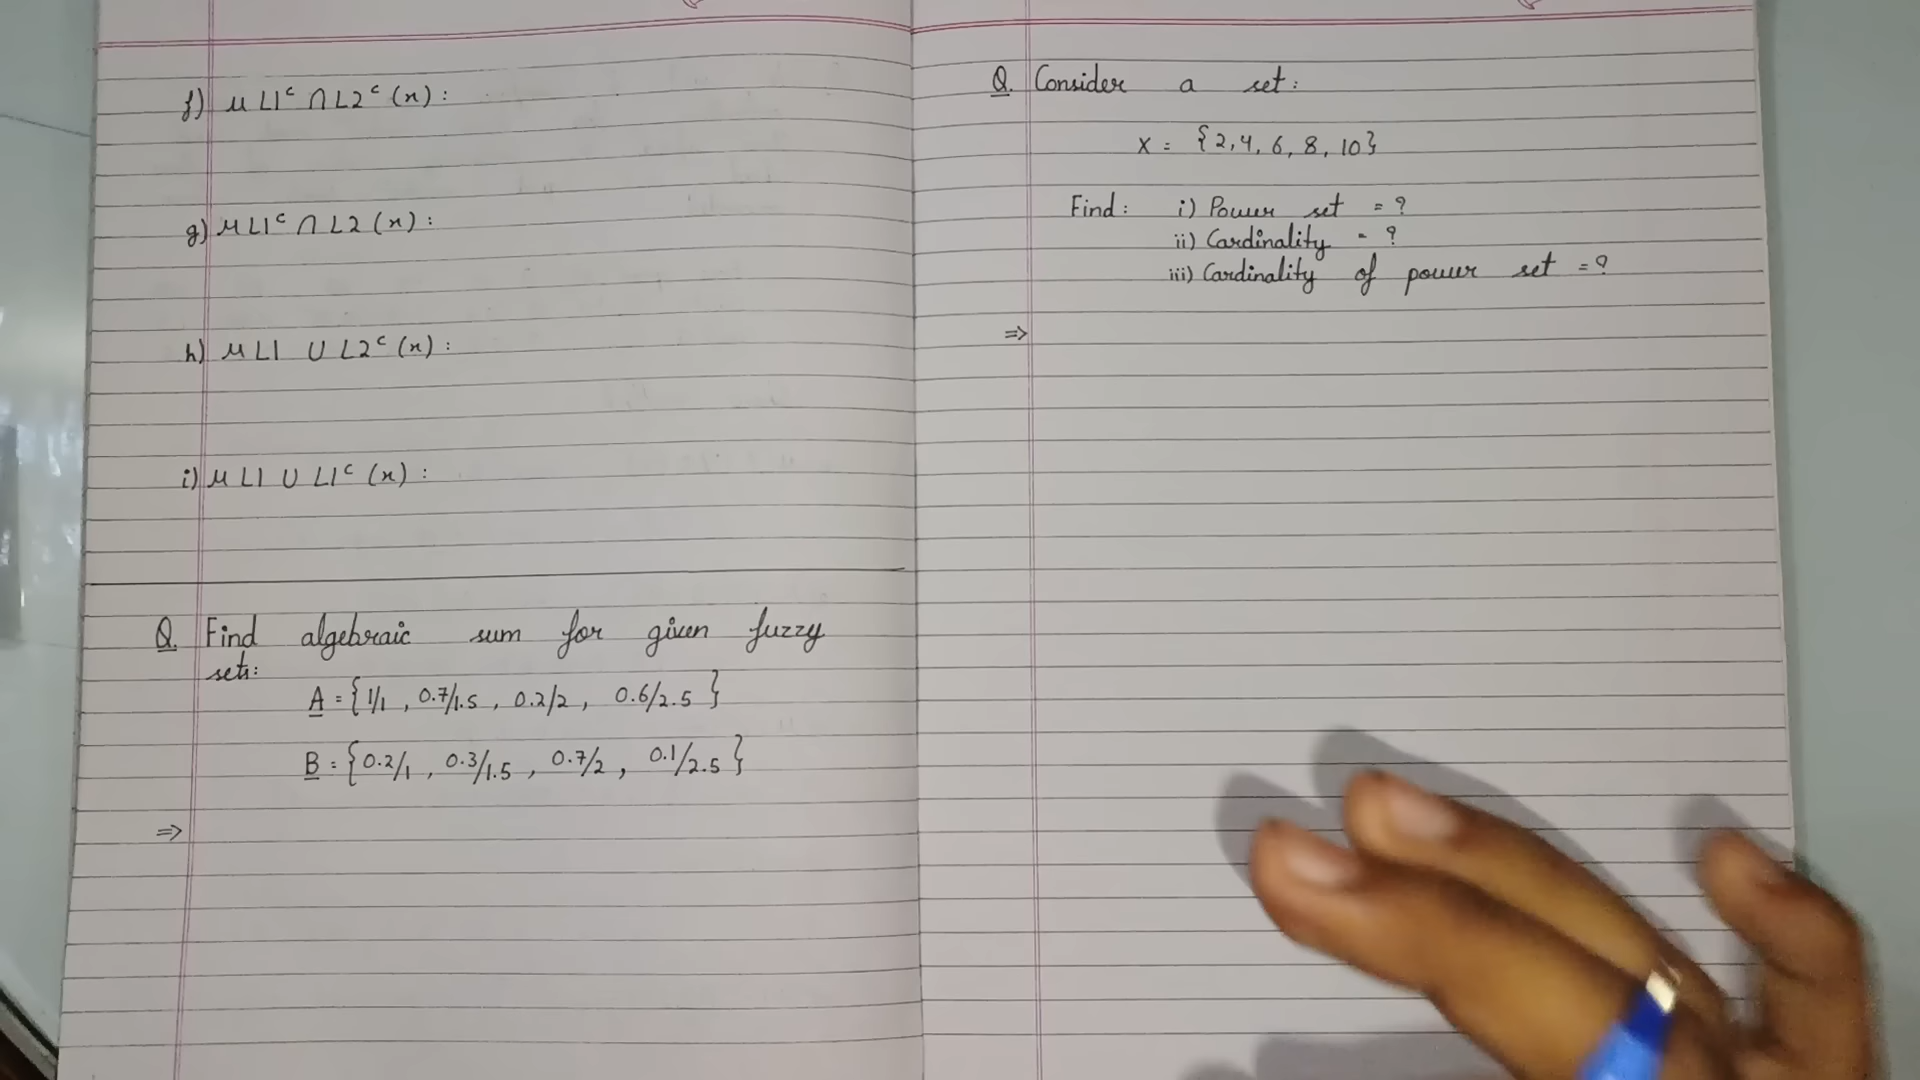 f) μ L1ᶜ ∩ L2ᶜ (x) :
g) μ L1ᶜ ∩ L2 (x) :
h) μ L1 ∪ L2ᶜ (x) :
i) μ L1 ∪ L1ᶜ (x) :
Q. Find algebraic sum for given fuzzy
sets:
A = {1/1, 0.7/1.5, 0.2/2, 0.6/2.5}
B = {0.2/1, 0.3/1.5, 0.7/2, 0.1/2.5}
⇒
Q. Consider a set:
X = {2, 4, 6, 8, 10}
Find: i) Power set = ?
ii) Cardinality = ?
iii) Cardinality of power set = ?
⇒